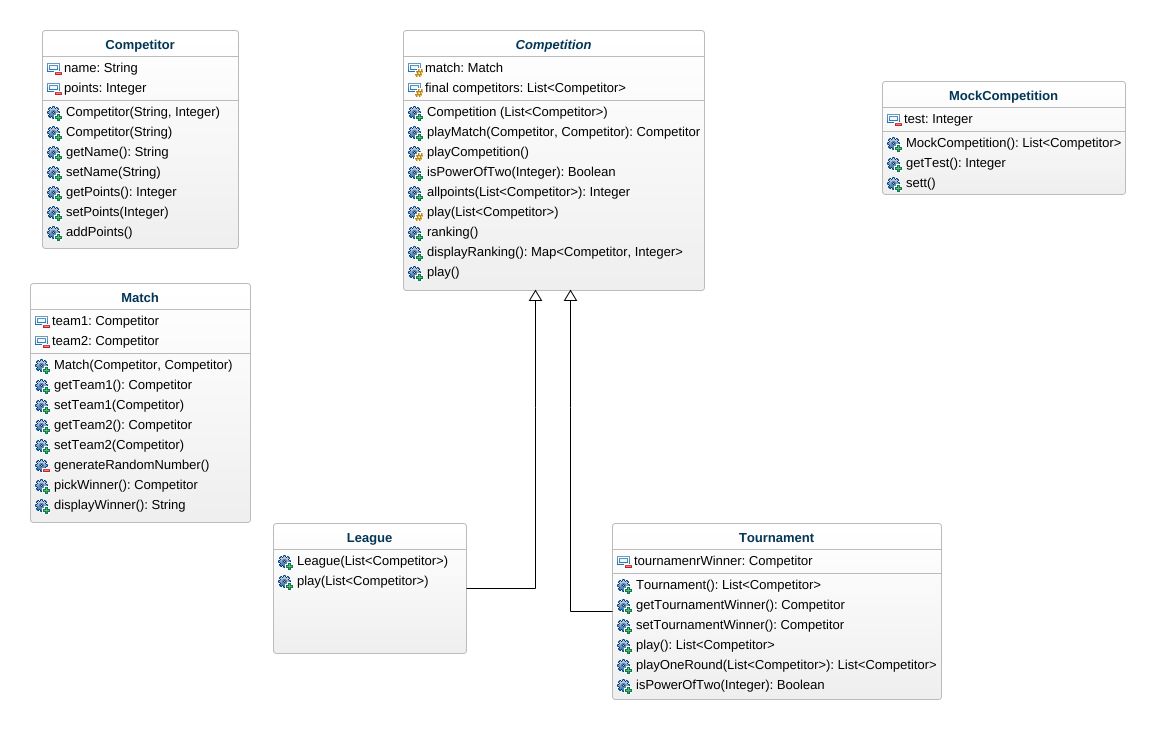 Competitor
name: String
points: Integer
Competitor(String, Integer)
Competitor(String)
getName(): String
setName(String)
getPoints(): Integer
setPoints(Integer)
addPoints()
Competition
match: Match
final competitors: List<Competitor>
Competition (List<Competitor>)
playMatch(Competitor, Competitor): Competitor
playCompetition()
isPowerOfTwo(Integer): Boolean
allpoints(List<Competitor>): Integer
play(List<Competitor>)
ranking()
displayRanking(): Map<Competitor, Integer>
play()
MockCompetition
test: Integer
MockCompetition(): List<Competitor>
getTest(): Integer
sett()
Match
team1: Competitor
team2: Competitor
Match(Competitor, Competitor)
getTeam1(): Competitor
setTeam1(Competitor)
getTeam2(): Competitor
setTeam2(Competitor)
generateRandomNumber()
pickWinner(): Competitor
displayWinner(): String
League
League(List<Competitor>)
play(List<Competitor>)
Tournament
tournamenrWinner: Competitor
Tournament(): List<Competitor>
getTournamentWinner(): Competitor
setTournamentWinner(): Competitor
play(): List<Competitor>
playOneRound(List<Competitor>): List<Competitor>
isPowerOfTwo(Integer): Boolean